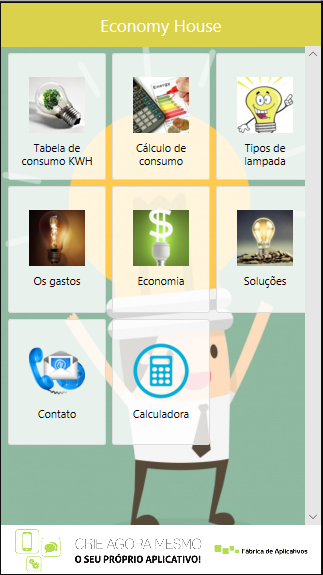 Economy House
Tabela de
consumo KWH
Cálculo de
consumo
Tipos de
lampada
Os gastos
Economia
Soluções
Contato
Calculadora
CRIE AGORA MESMO
O SEU PRÓPRIO APLICATIVO!
Fábrica de Aplicativos